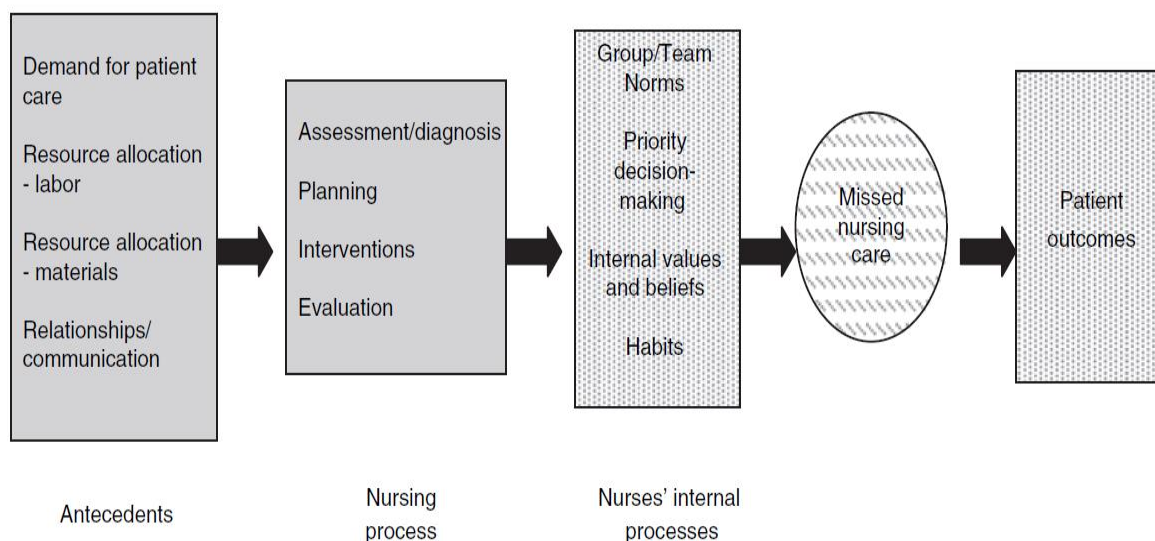 Demand for patient
care
Resource allocation
- labor
Resource allocation
- materials
Relationships/
communication
Assessment/diagnosis
Planning
Interventions
Evaluation
Group/Team
Norms
Priority
decision-
making
Internal values
and beliefs
Habits
Missed
nursing
care
Patient
outcomes
Antecedents
Nursing
process
Nurses' internal
processes